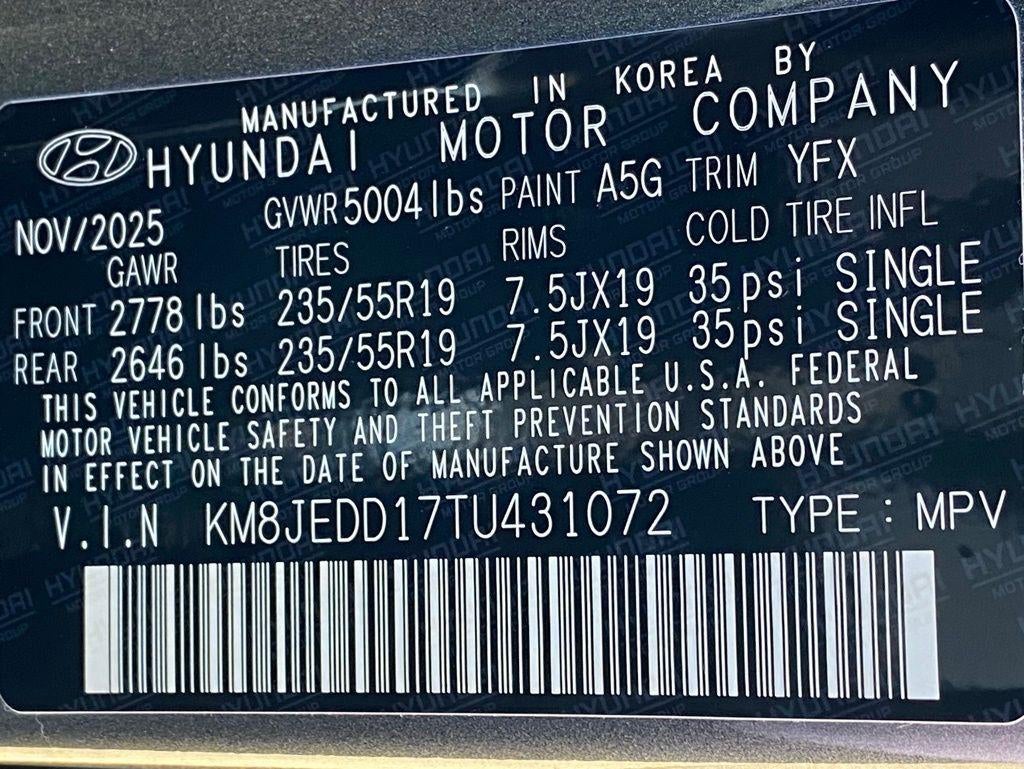 MANUFACTURED IN KOREA BY
HYUNDAI MOTOR COMPANY
NOV/2025 GVWR 5004 lbs PAINT A5G TRIM YFX
GAWR TIRES RIMS COLD TIRE INFL
FRONT 2778 lbs 235/55R19 7.5JX19 35 psi SINGLE
REAR 2646 lbs 235/55R19 7.5JX19 35 psi SINGLE
THIS VEHICLE CONFORMS TO ALL APPLICABLE U.S.A. FEDERAL
MOTOR VEHICLE SAFETY AND THEFT PREVENTION STANDARDS
IN EFFECT ON THE DATE OF MANUFACTURE SHOWN ABOVE
V.I.N KM8JEDD17TU431072 TYPE : MPV